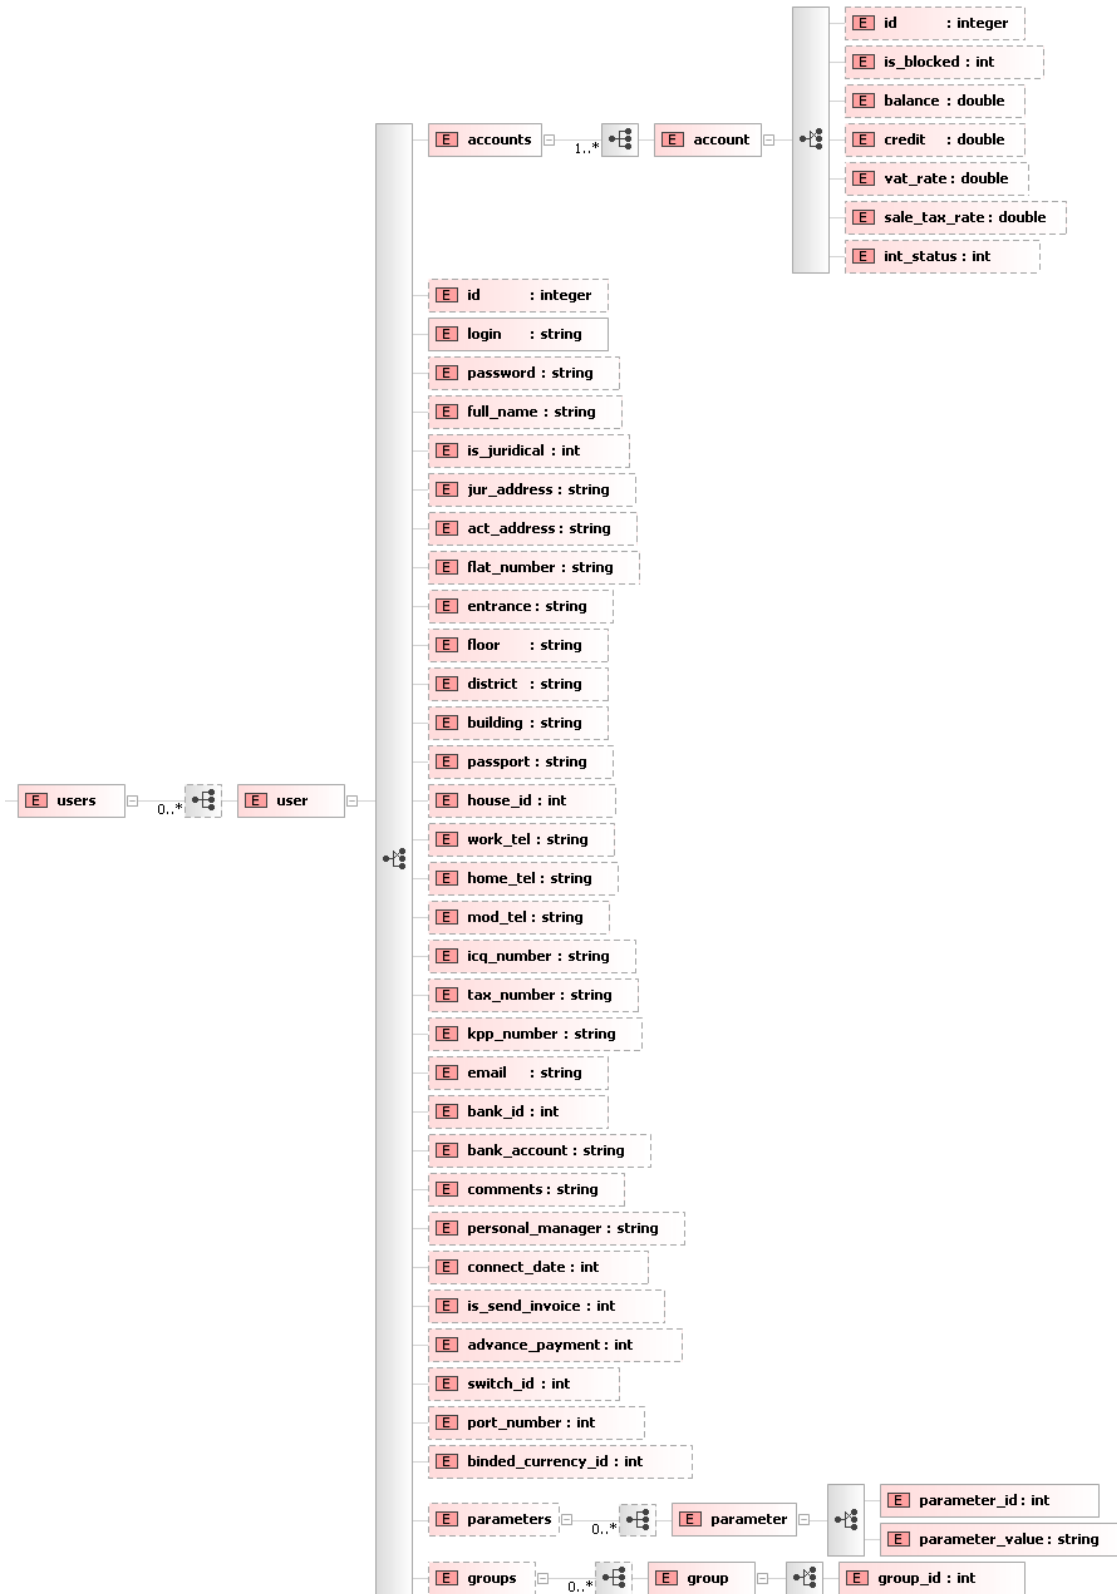 E id : integer
E is_blocked : int
E balance : double
E accounts 1..* E account E credit : double
E vat_rate : double
E sale_tax_rate : double
E int_status : int
E id : integer
E login : string
E password : string
E full_name : string
E is_juridical : int
E jur_address : string
E act_address : string
E flat_number : string
E entrance : string
E floor : string
E district : string
E building : string
E passport : string
E users 0..* E user E house_id : int
E work_tel : string
E home_tel : string
E mod_tel : string
E icq_number : string
E tax_number : string
E kpp_number : string
E email : string
E bank_id : int
E bank_account : string
E comments : string
E personal_manager : string
E connect_date : int
E is_send_invoice : int
E advance_payment : int
E switch_id : int
E port_number : int
E binded_currency_id : int
E parameter_id : int
E parameters 0..* E parameter
E parameter_value : string
E groups 0..* E group E group_id : int